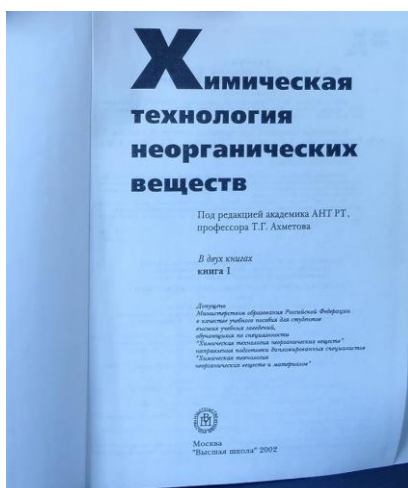 Химическая
технология
неорганических
веществ
Под редакцией академика АНТ РТ,
профессора Т.Г. Ахметова
В двух книгах
книга I
Допущено
Министерством образования Российской Федерации
в качестве учебного пособия для студентов
высших учебных заведений,
обучающихся по специальности
"Химическая технология неорганических веществ"
направления подготовки дипломированных специалистов
"Химическая технология
неорганических веществ и материалов"
Москва
"Высшая школа" 2002